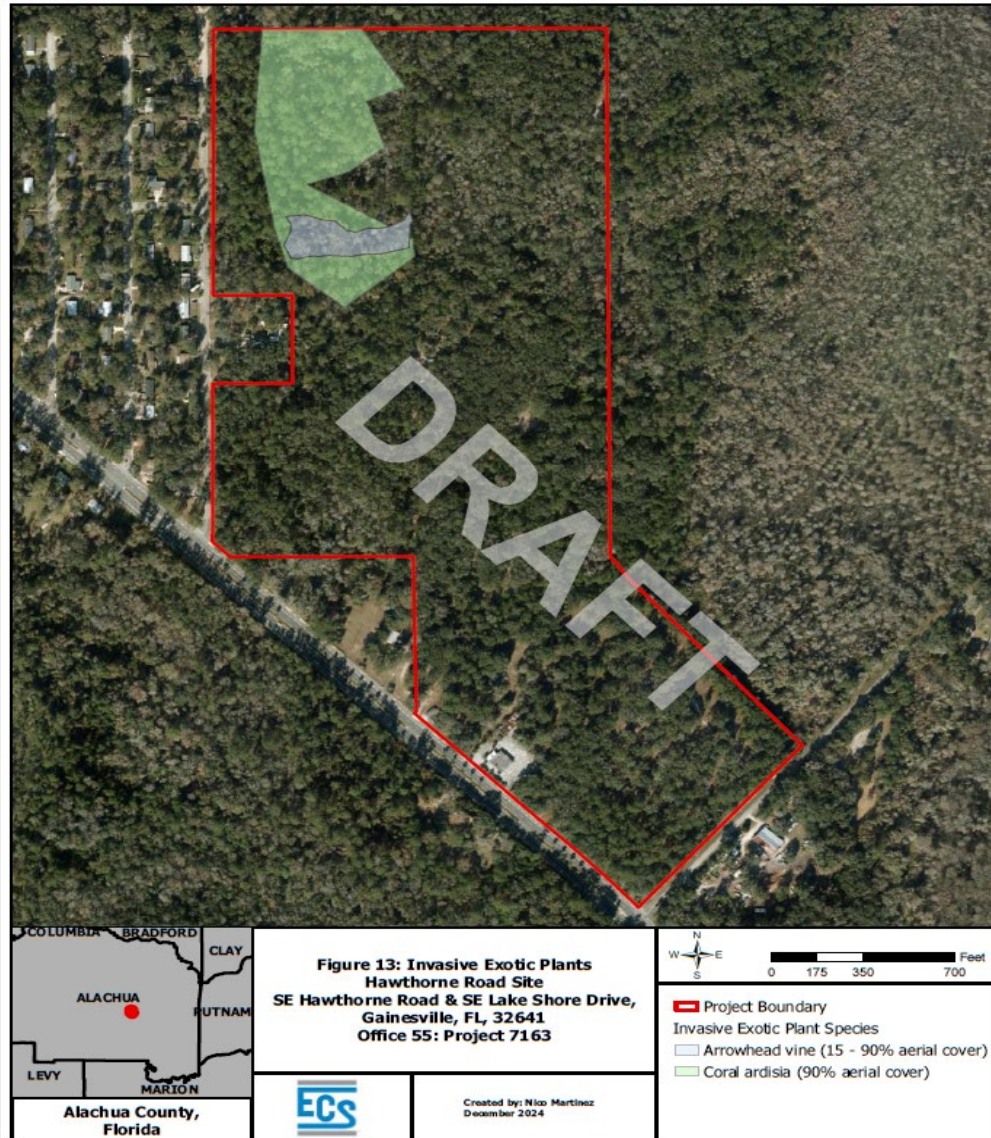 DRAFT
COLUMBIA
BRADFORD
CLAY
ALACHUA
PUTNAM
LEVY
MARION
Alachua County,
Florida
Figure 13: Invasive Exotic Plants
Hawthorne Road Site
SE Hawthorne Road & SE Lake Shore Drive,
Gainesville, FL, 32641
Office 55: Project 7163
ECS
Created by: Nico Martinez
December 2024
N
W E
S
Feet
0 175 350 700
Project Boundary
Invasive Exotic Plant Species
Arrowhead vine (15 - 90% aerial cover)
Coral ardisia (90% aerial cover)